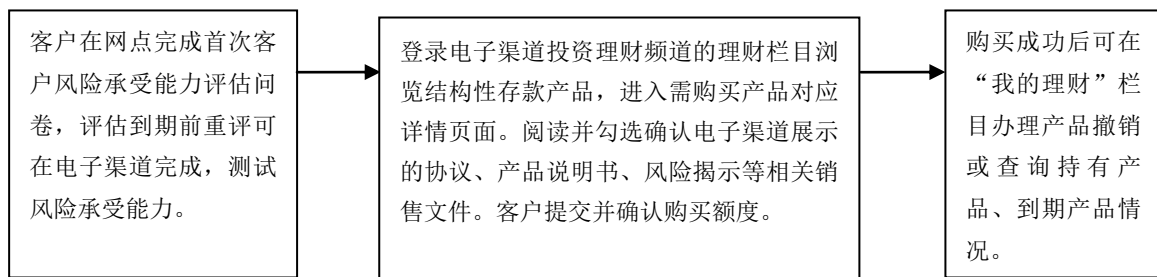 客户在网点完成首次客
户风险承受能力评估问
卷，评估到期前重评可
在电子渠道完成，测试
风险承受能力。
登录电子渠道投资理财频道的理财栏目浏
览结构性存款产品，进入需购买产品对应
详情页面。阅读并勾选确认电子渠道展示
的协议、产品说明书、风险揭示等相关销
售文件。客户提交并确认购买额度。
购买成功后可在
“我的理财”栏
目办理产品撤销
或查询持有产
品、到期产品情
况。